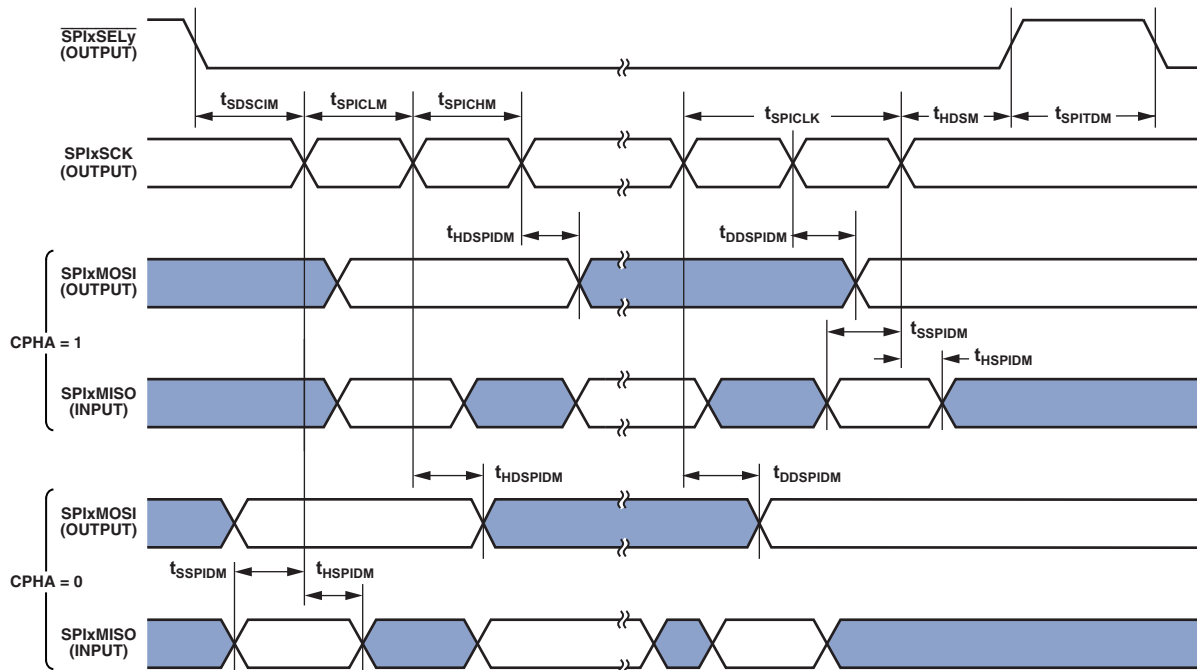 SPIxSELy
(OUTPUT)
tSDSCIM
tSPICLM
tSPICHM
tSPICLK
tHDSM
tSPITDM
SPIxSCK
(OUTPUT)
tHDSPIDM
tDDSPIDM
SPIxMOSI
(OUTPUT)
tSSPIDM
CPHA = 1
tHSPIDM
SPIxMISO
(INPUT)
tHDSPIDM
tDDSPIDM
SPIxMOSI
(OUTPUT)
tSSPIDM
tHSPIDM
CPHA = 0
SPIxMISO
(INPUT)